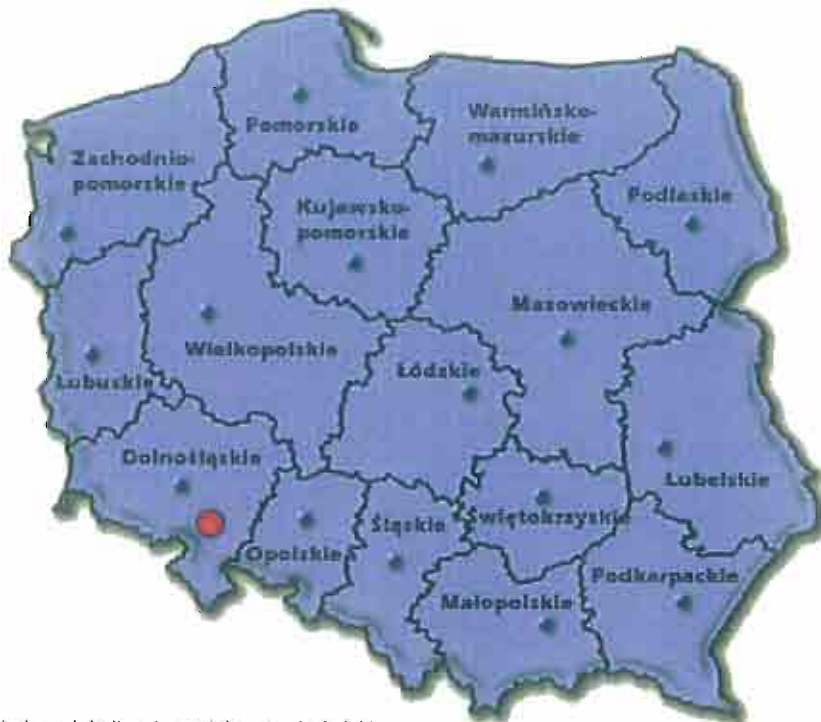 Pomorskie
Warmińsko-
mazurskie
Zachodnio-
pomorskie
Podlaskie
Kujawsko-
pomorskie
Mazowieckie
Wielkopolskie
Łódzkie
Lubuskie
Dolnośląskie
Lubelskie
Śląskie
Świętokrzyskie
Opolskie
Podkarpackie
Małopolskie